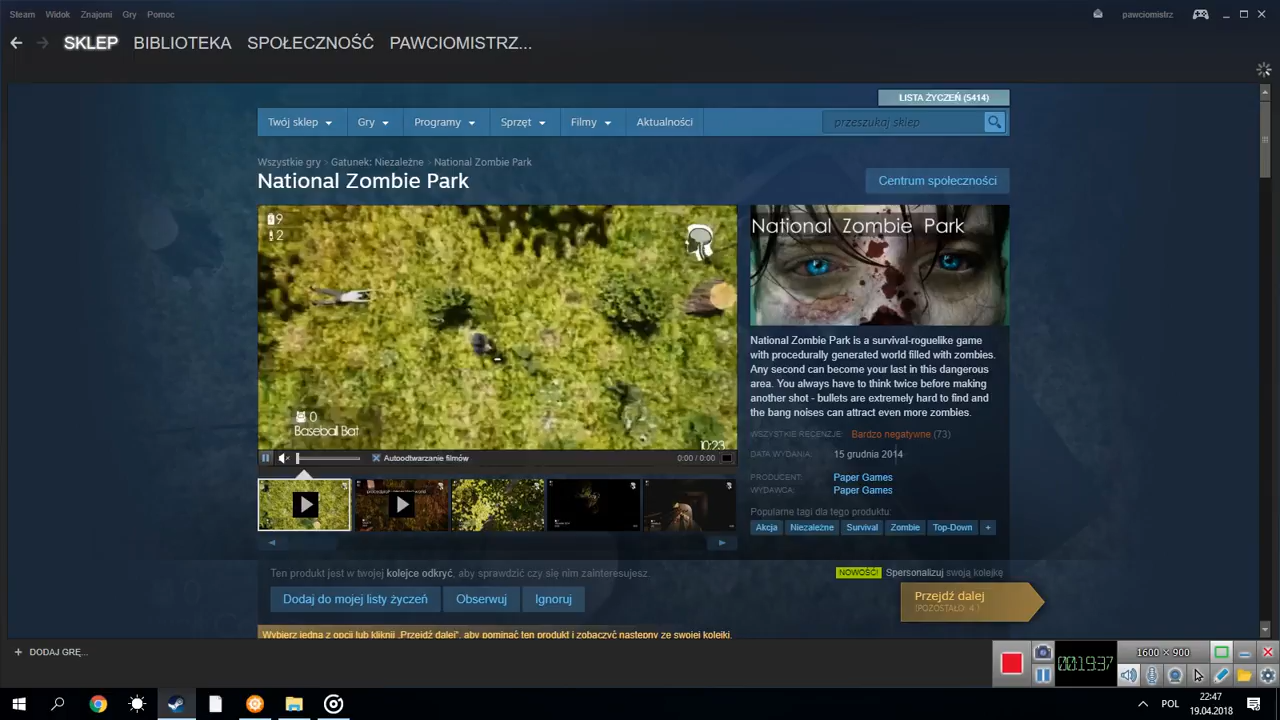 Steam Widok Znajomi Gry Pomoc
pawciomistrz
SKLEP BIBLIOTEKA SPOŁECZNOŚĆ PAWCIOMISTRZ...
LISTA ŻYCZEŃ (5414)
Twój sklep Gry Programy Sprzęt Filmy Aktualności
przeszukaj sklep
Wszystkie gry > Gatunek: Niezależne > National Zombie Park
National Zombie Park
Centrum społeczności
9
2
0
Baseball Bat
10:23
Autoodtwarzanie filmów
0:00 / 0:00
National Zombie Park
National Zombie Park is a survival-roguelike game
with procedurally generated world filled with zombies.
Any second can become your last in this dangerous
area. You always have to think twice before making
another shot - bullets are extremely hard to find and
the bang noises can attract even more zombies.
WSZYSTKIE RECENZJE: Bardzo negatywne (73)
DATA WYDANIA: 15 grudnia 2014
PRODUCENT: Paper Games
WYDAWCA: Paper Games
Popularne tagi dla tego produktu:
Akcja Niezależne Survival Zombie Top-Down +
Ten produkt jest w twojej kolejce odkryć, aby sprawdzić czy się nim zainteresujesz.
NOWOŚĆ! Spersonalizuj swoją kolejkę
Dodaj do mojej listy życzeń Obserwuj Ignoruj
Przejdź dalej
(POZOSTAŁO: 4 )
Wybierz jedną z opcji lub kliknij „Przejdź dalej”, aby pominąć ten produkt i zobaczyć następny ze swojej kolejki.
+ DODAJ GRĘ...
1600 × 900
00:19:37
POL
22:47
19.04.2018